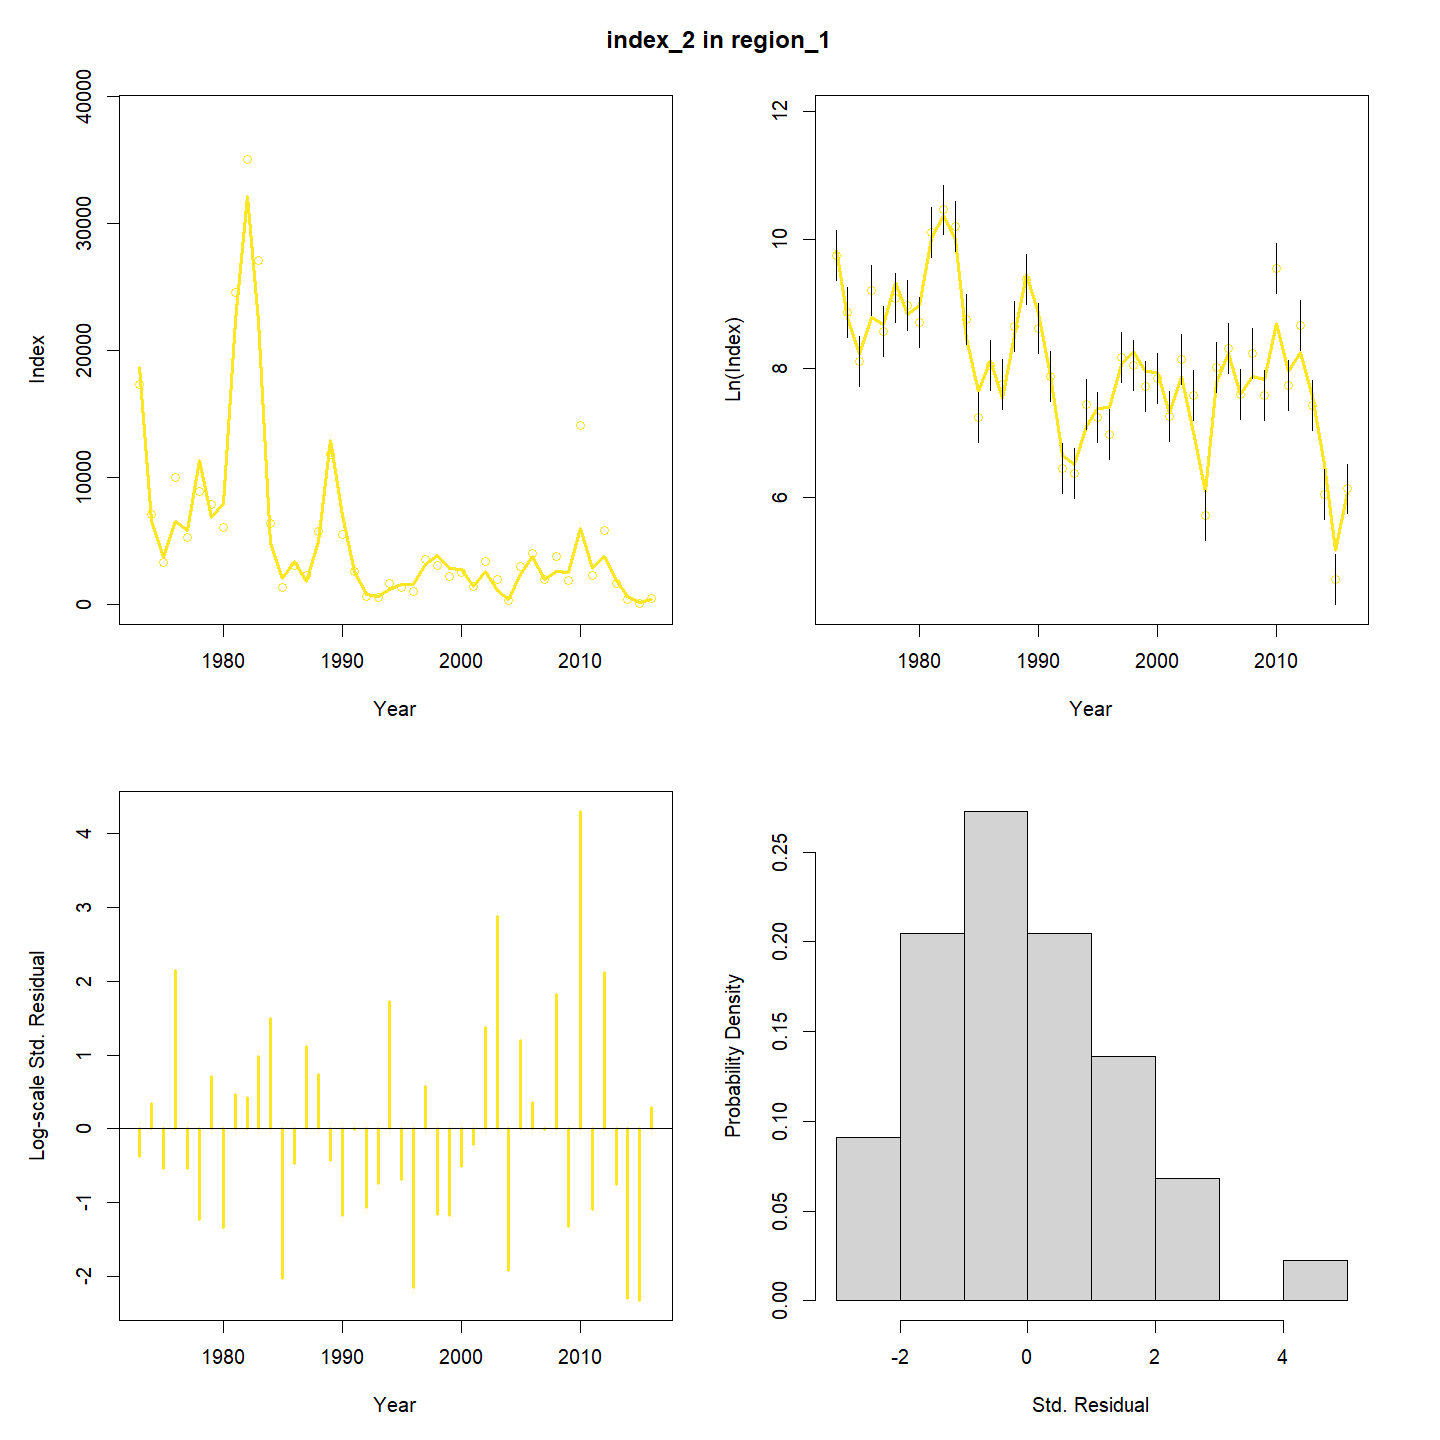 index_2 in region_1
Index
40000
30000
20000
10000
0
1980 1990 2000 2010
Year
Ln(Index)
12
10
8
6
1980 1990 2000 2010
Year
Log-scale Std. Residual
4
3
2
1
0
-1
-2
1980 1990 2000 2010
Year
Probability Density
0.25
0.20
0.15
0.10
0.05
0.00
-2 0 2 4
Std. Residual